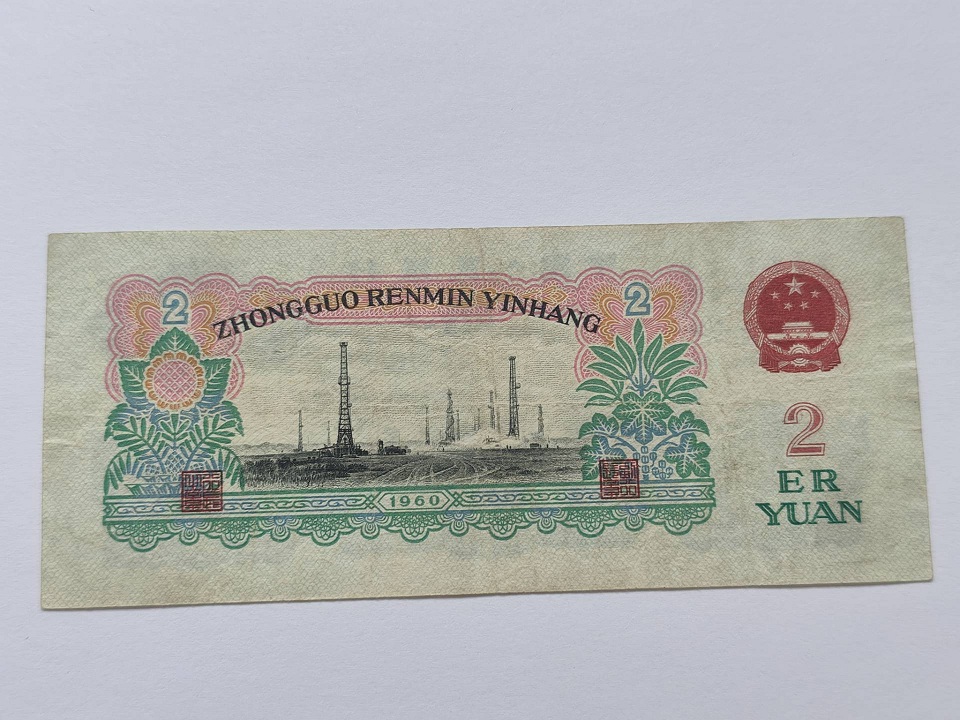 2 2
ZHONGGUO RENMIN YINHANG
1960
2
ER
YUAN